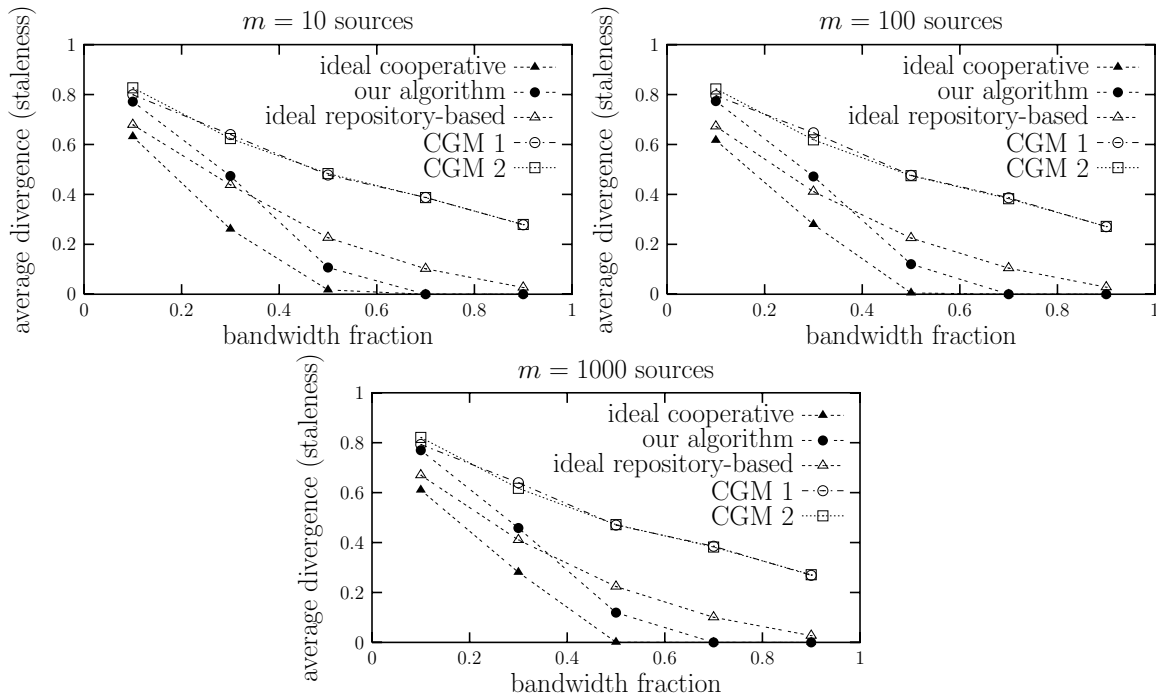 m = 10 sources
average divergence (staleness)
1
0.8
0.6
0.4
0.2
0
0
0.2
0.4
0.6
0.8
1
bandwidth fraction
ideal cooperative
our algorithm
ideal repository-based
CGM 1
CGM 2
m = 100 sources
average divergence (staleness)
1
0.8
0.6
0.4
0.2
0
0
0.2
0.4
0.6
0.8
1
bandwidth fraction
ideal cooperative
our algorithm
ideal repository-based
CGM 1
CGM 2
m = 1000 sources
average divergence (staleness)
1
0.8
0.6
0.4
0.2
0
0
0.2
0.4
0.6
0.8
1
bandwidth fraction
ideal cooperative
our algorithm
ideal repository-based
CGM 1
CGM 2